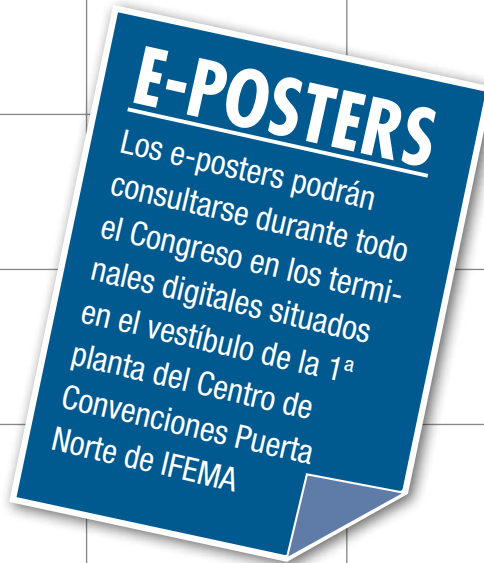 E-POSTERS
Los e-posters podrán
consultarse durante todo
el Congreso en los termi-
nales digitales situados
en el vestíbulo de la 1ª
planta del Centro de
Convenciones Puerta
Norte de IFEMA